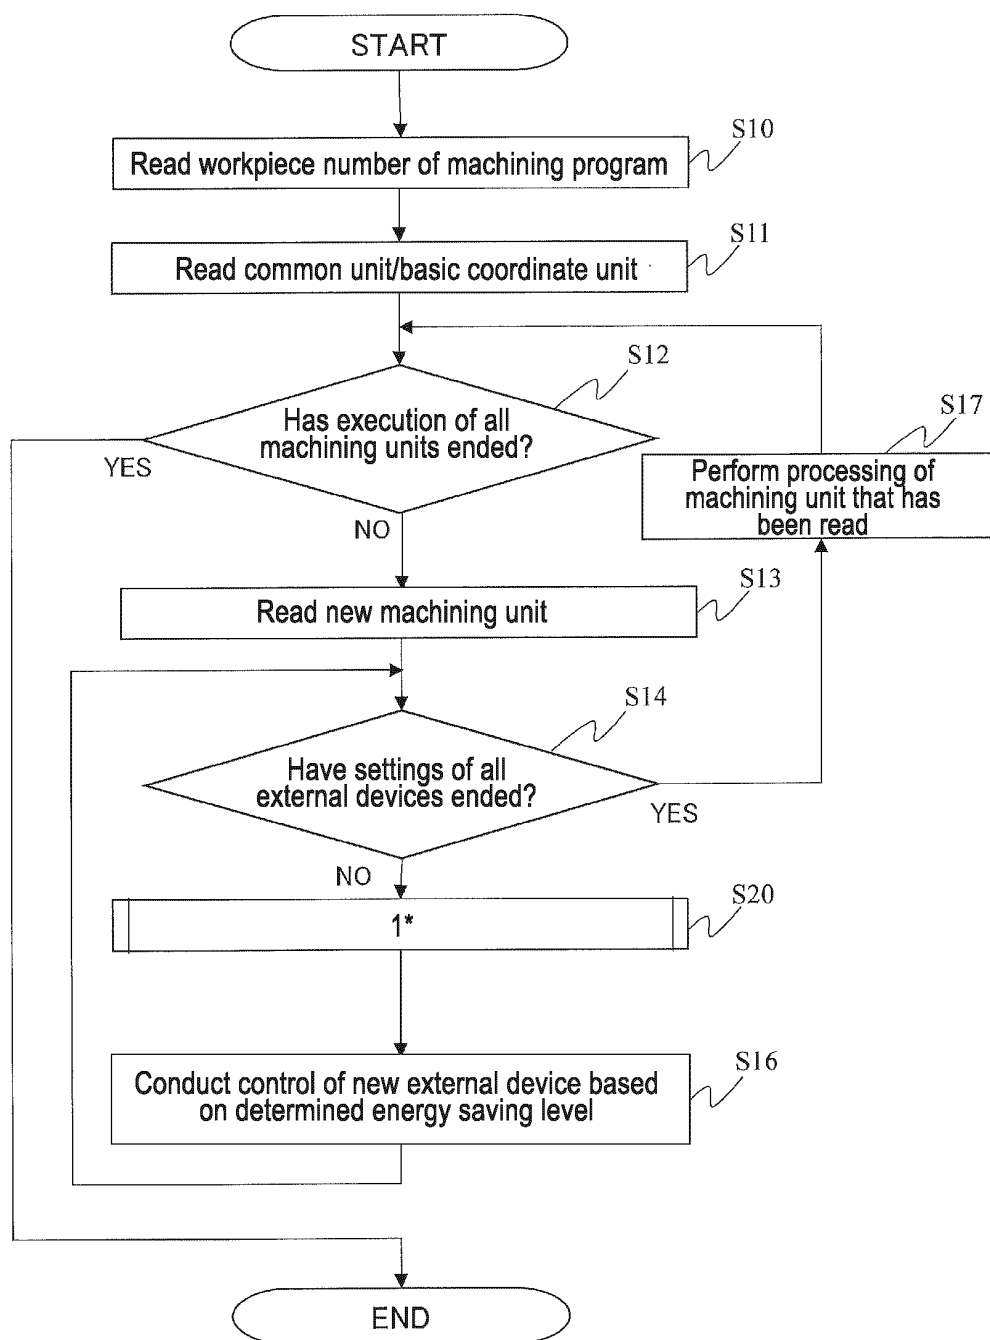 START
S10
Read workpiece number of machining program
S11
Read common unit/basic coordinate unit
S12
Has execution of all
machining units ended?
YES
NO
S17
Perform processing of
machining unit that has
been read
S13
Read new machining unit
S14
Have settings of all
external devices ended?
YES
NO
S20
1*
S16
Conduct control of new external device based
on determined energy saving level
END